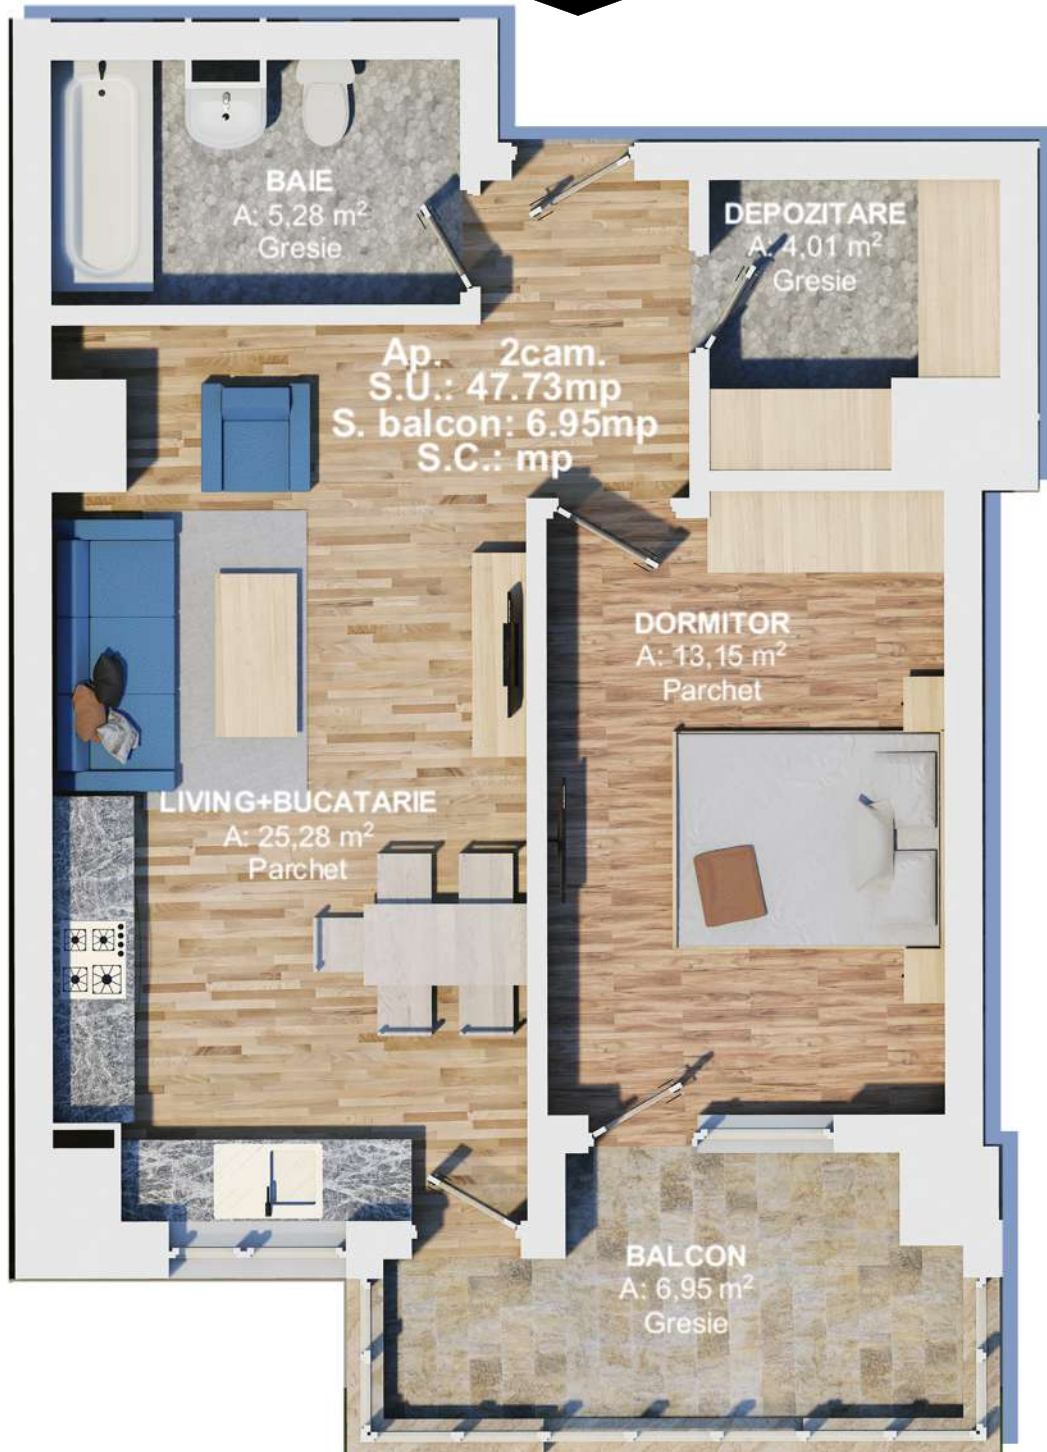 BAIE
A: 5,28 m²
Gresie
DEPOZITARE
A: 4,01 m²
Gresie
Ap. 2cam.
S.U.: 47.73mp
S. balcon: 6.95mp
S.C.: mp
DORMITOR
A: 13,15 m²
Parchet
LIVING+BUCATARIE
A: 25,28 m²
Parchet
BALCON
A: 6,95 m²
Gresie